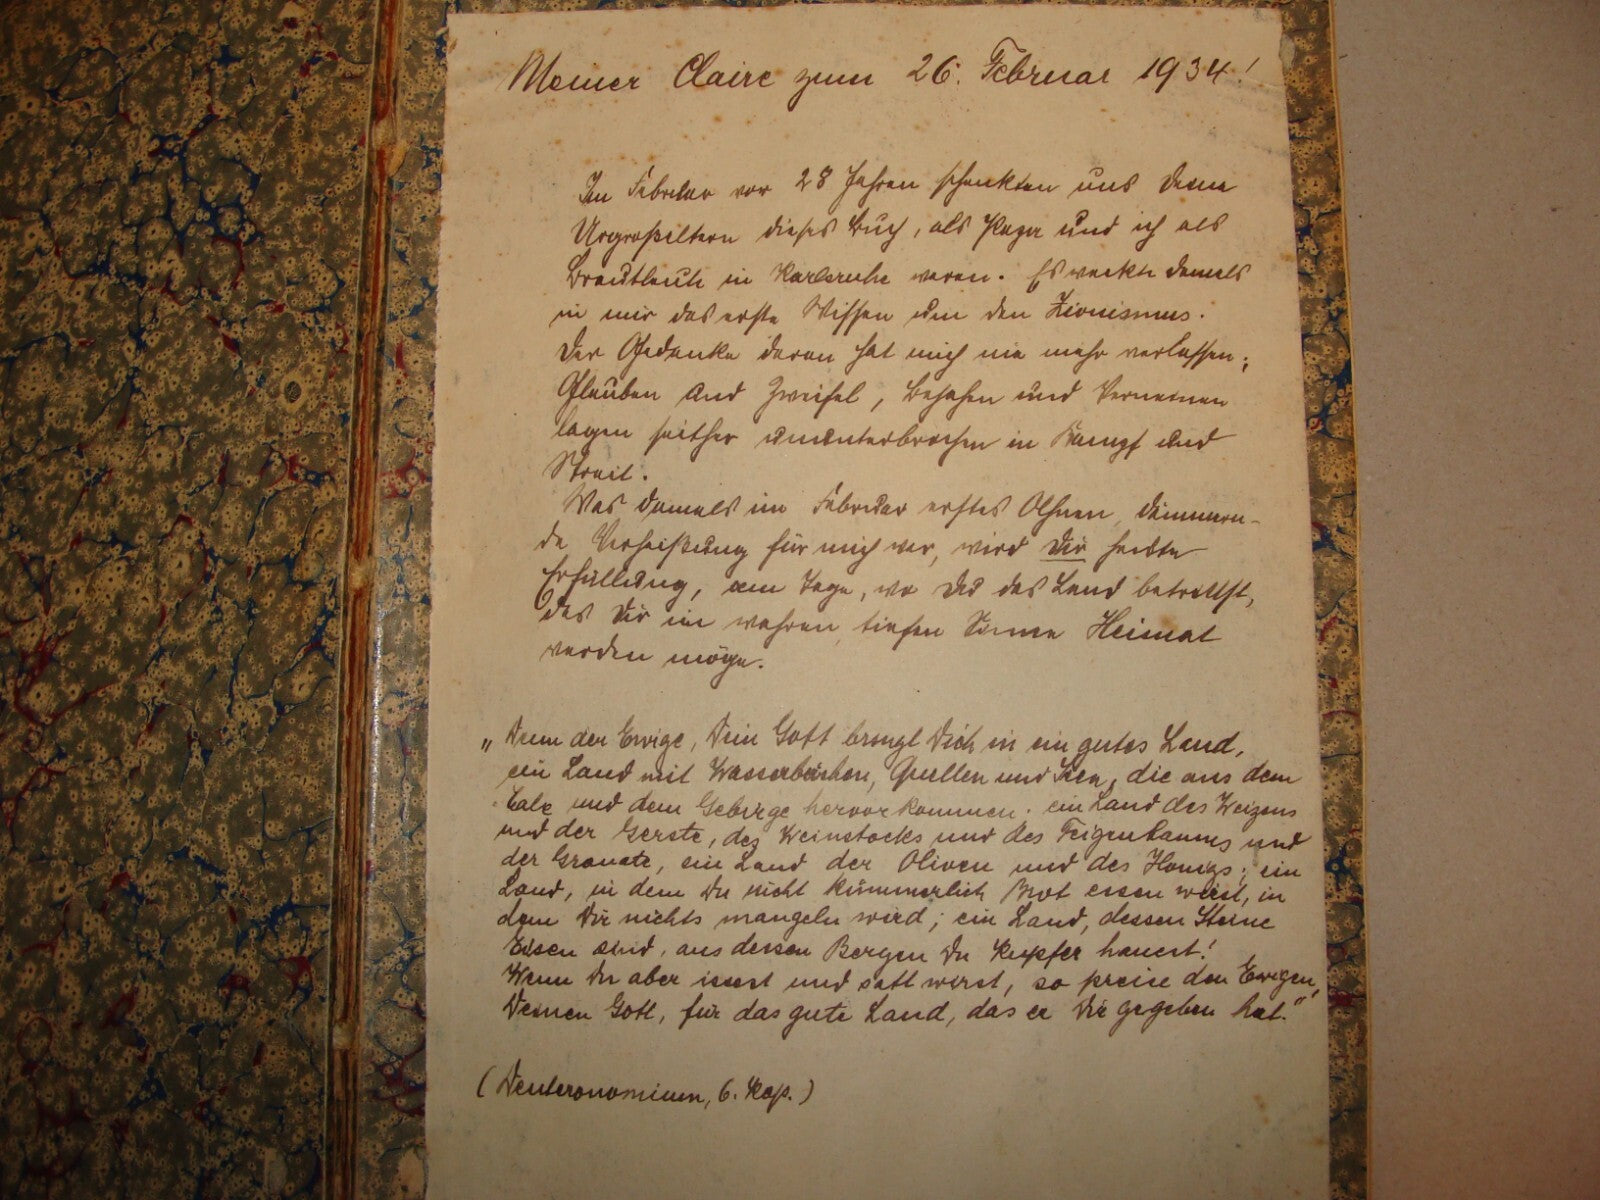 Meiner Claire zum 26. Februar 1934!
Im Februar vor 28 Jahren schenkten uns Deine
Urgroßeltern dieses Buch, als Papa und ich als
Brautleute in Karlsruhe waren. Es weckte damals
in mir das erste Wissen um den Zionismus.
Der Gedanke daran hat mich nie mehr verlassen;
Glauben und Zweifel, Bejahen und Verneinen
lagen seither ununterbrochen in Kampf und
Streit.
Was damals im Februar erstes Ahnen, dämmern-
de Verheißung für mich war, wird Dir heute
Erfüllung, am Tage, wo Du das Land betrittst,
das Dir im wahren, tiefen Sinne Heimat
werden möge.
„Denn der Ewige, Dein Gott bringt Dich in ein gutes Land,
ein Land mit Wasserbächen, Quellen und Seen, die aus dem
Tale und dem Gebirge hervorkommen. ein Land des Weizens
und der Gerste, des Weinstocks und des Feigenbaums und
der Granate, ein Land der Oliven und des Honigs; ein
Land, in dem Du nicht kümmerlich Brot essen wirst, in
dem Dir nichts mangeln wird; ein Land, dessen Steine
Eisen sind, aus dessen Bergen Du Kupfer hauest!
Wenn Du aber issest und satt wirst, so preise den Ewigen,
Deinen Gott, für das gute Land, das er Dir gegeben hat."
(Deuteronomium, 6. Kap.)